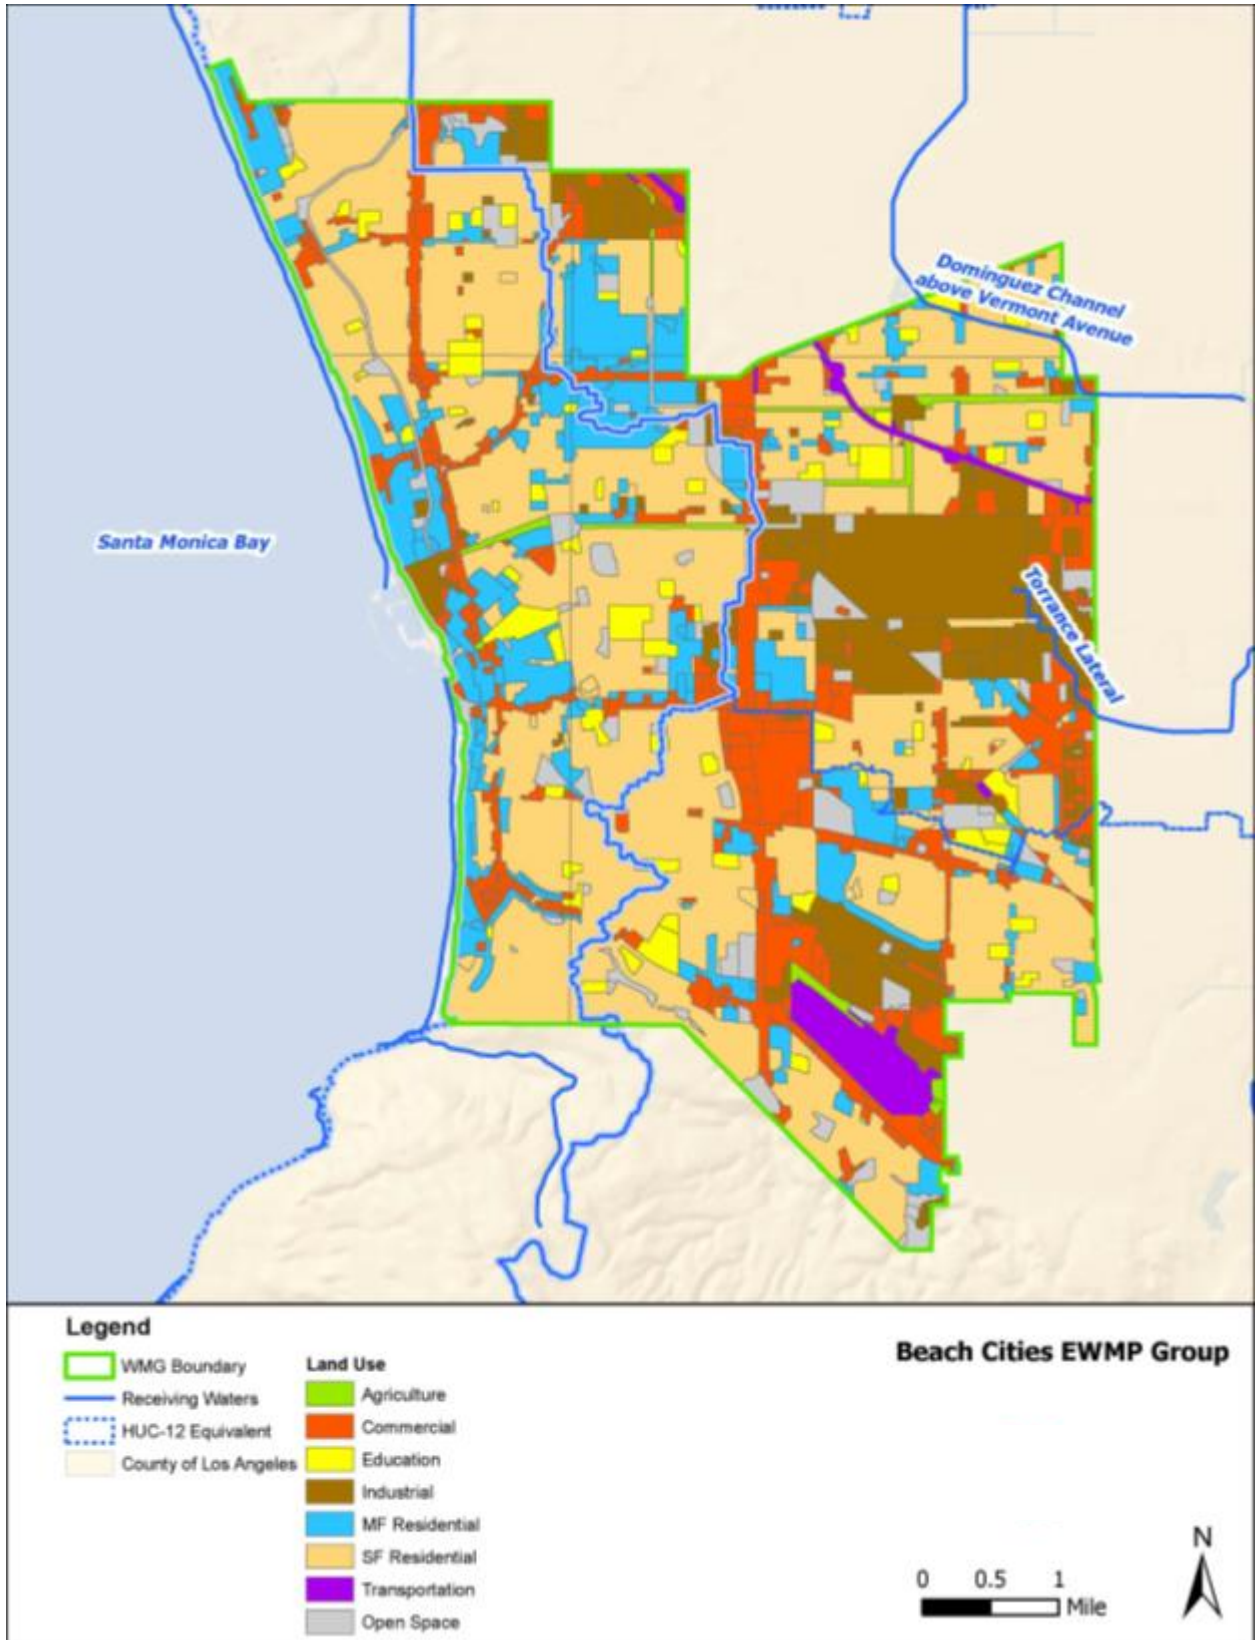 Dominguez Channel
above Vermont Avenue
Santa Monica Bay
Torrance Lateral
Legend
WMG Boundary
Receiving Waters
HUC-12 Equivalent
County of Los Angeles
Land Use
Agriculture
Commercial
Education
Industrial
MF Residential
SF Residential
Transportation
Open Space
Beach Cities EWMP Group
N
0 0.5 1
Mile